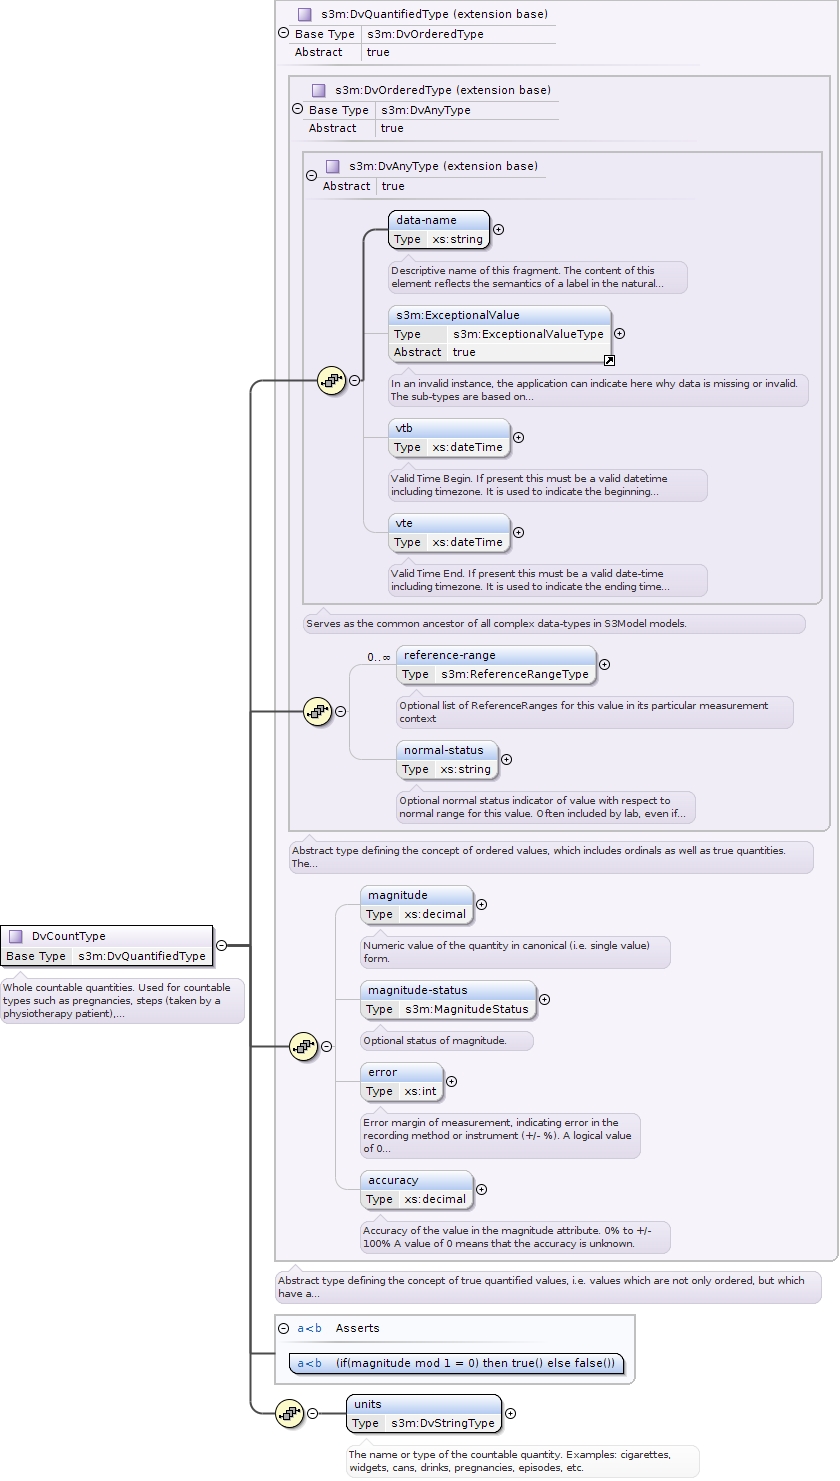 s3m:DvQuantifiedType (extension base)
Base Type s3m:DvOrderedType
Abstract true
s3m:DvOrderedType (extension base)
Base Type s3m:DvAnyType
Abstract true
s3m:DvAnyType (extension base)
Abstract true
data-name
Type xs:string
Descriptive name of this fragment. The content of this
element reflects the semantics of a label in the natural...
s3m:ExceptionalValue
Type s3m:ExceptionalValueType
Abstract true
In an invalid instance, the application can indicate here why data is missing or invalid.
The sub-types are based on...
vtb
Type xs:dateTime
Valid Time Begin. If present this must be a valid datetime
including timezone. It is used to indicate the beginning...
vte
Type xs:dateTime
Valid Time End. If present this must be a valid date-time
including timezone. It is used to indicate the ending time...
Serves as the common ancestor of all complex data-types in S3Model models.
0..∞
reference-range
Type s3m:ReferenceRangeType
Optional list of ReferenceRanges for this value in its particular measurement
context
normal-status
Type xs:string
Optional normal status indicator of value with respect to
normal range for this value. Often included by lab, even if...
Abstract type defining the concept of ordered values, which includes ordinals as well as true quantities.
The...
magnitude
Type xs:decimal
Numeric value of the quantity in canonical (i.e. single value)
form.
DvCountType
Base Type s3m:DvQuantifiedType
Whole countable quantities. Used for countable
types such as pregnancies, steps (taken by a
physiotherapy patient),...
magnitude-status
Type s3m:MagnitudeStatus
Optional status of magnitude.
error
Type xs:int
Error margin of measurement, indicating error in the
recording method or instrument (+/- %). A logical value
of 0...
accuracy
Type xs:decimal
Accuracy of the value in the magnitude attribute. 0% to +/-
100% A value of 0 means that the accuracy is unknown.
Abstract type defining the concept of true quantified values, i.e. values which are not only ordered, but which
have a...
a<b Asserts
a<b (if(magnitude mod 1 = 0) then true() else false())
units
Type s3m:DvStringType
The name or type of the countable quantity. Examples: cigarettes,
widgets, cans, drinks, pregnancies, episodes, etc.